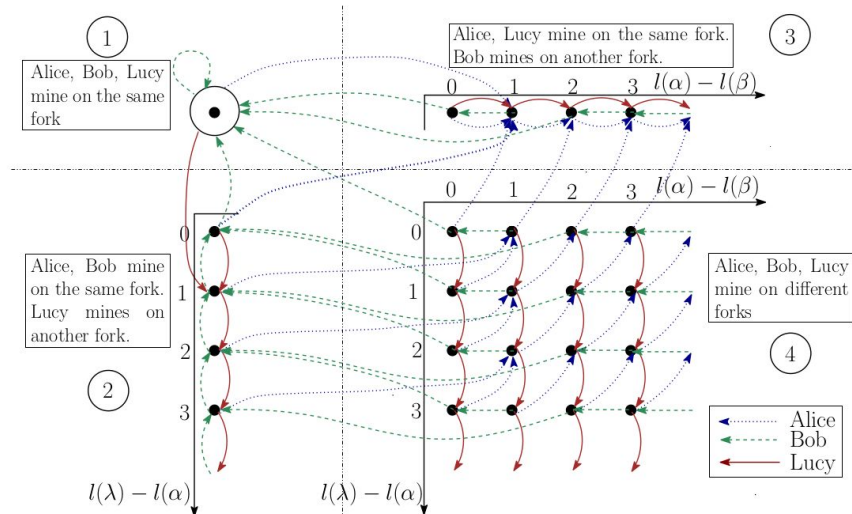 1
Alice, Bob, Lucy
mine on the same
fork
Alice, Lucy mine on the same fork.
Bob mines on another fork.
3
0 1 2 3 l(α) − l(β)
0
1
2
3
Alice, Bob mine
on the same fork.
Lucy mines on
another fork.
2
l(λ) − l(α)
0 1 2 3 l(α) − l(β)
0
1
2
3
l(λ) − l(α)
Alice, Bob, Lucy
mine on different
forks
4
Alice
Bob
Lucy